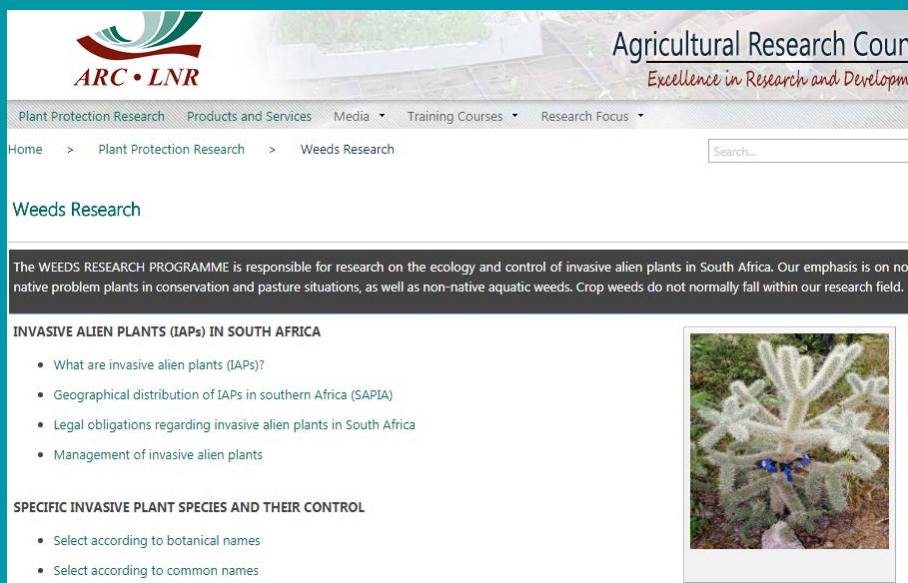 ARC • LNR
Agricultural Research
Excellence in Research and
Plant Protection Research Products and Services Media Training Courses Research Focus
Home > Plant Protection Research > Weeds Research
Search...
Weeds Research
The WEEDS RESEARCH PROGRAMME is responsible for research on the ecology and control of invasive alien plants in South Africa. Our emphasis is on
native problem plants in conservation and pasture situations, as well as non-native aquatic weeds. Crop weeds do not normally fall within our research field.
INVASIVE ALIEN PLANTS (IAPs) IN SOUTH AFRICA
• What are invasive alien plants (IAPs)?
• Geographical distribution of IAPs in southern Africa (SAPIA)
• Legal obligations regarding invasive alien plants in South Africa
• Management of invasive alien plants
SPECIFIC INVASIVE PLANT SPECIES AND THEIR CONTROL
• Select according to botanical names
• Select according to common names